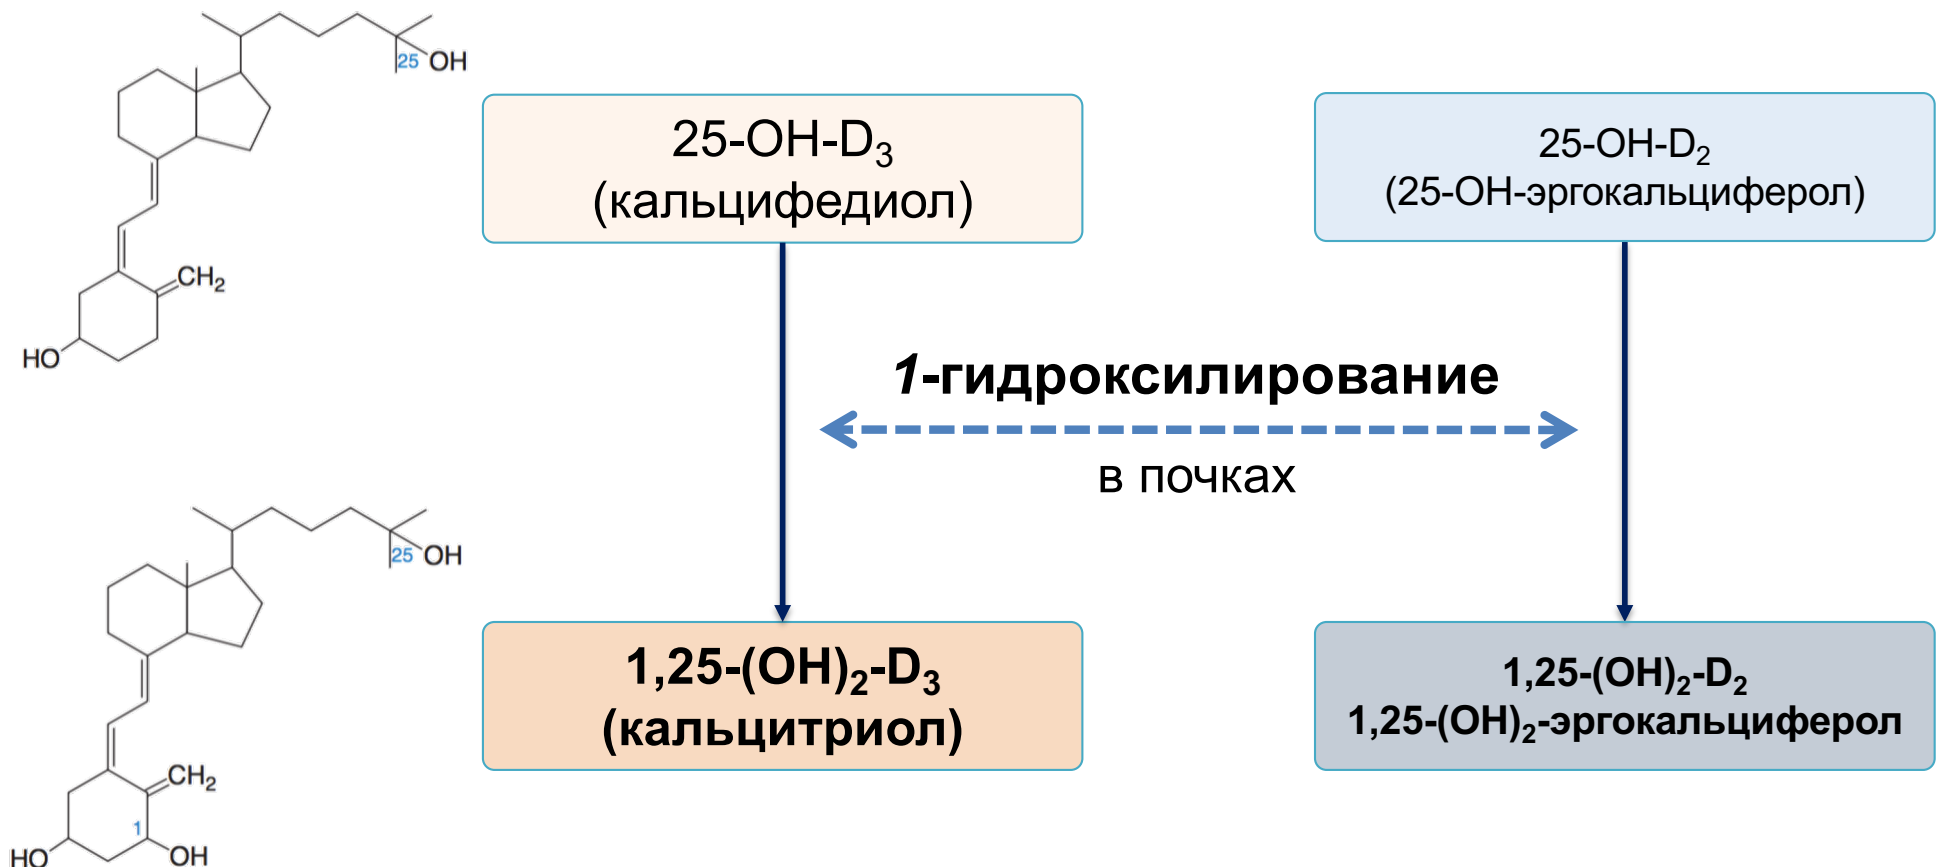 25 OH
CH₂
HO
25-OH-D₃
(кальцифедиол)
25-OH-D₂
(25-ОН-эргокальциферол)
1-гидроксилирование
в почках
25 OH
CH₂
1
HO
OH
1,25-(OH)₂-D₃
(кальцитриол)
1,25-(OH)₂-D₂
1,25-(OH)₂-эргокальциферол